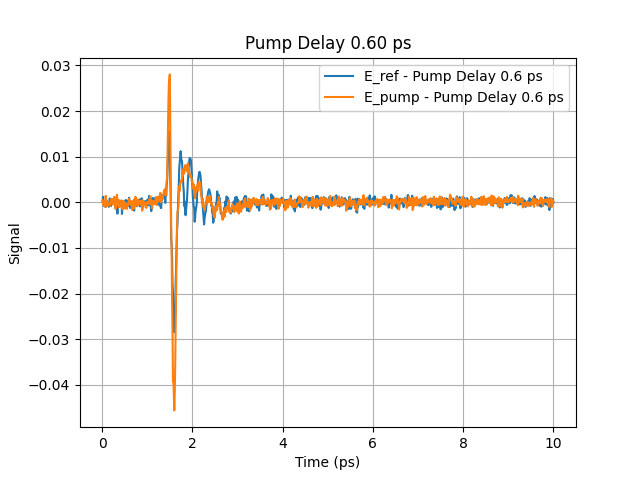 Pump Delay 0.60 ps
E_ref - Pump Delay 0.6 ps
E_pump - Pump Delay 0.6 ps
0.03
0.02
0.01
0.00
−0.01
−0.02
−0.03
−0.04
Signal
0 2 4 6 8 10
Time (ps)